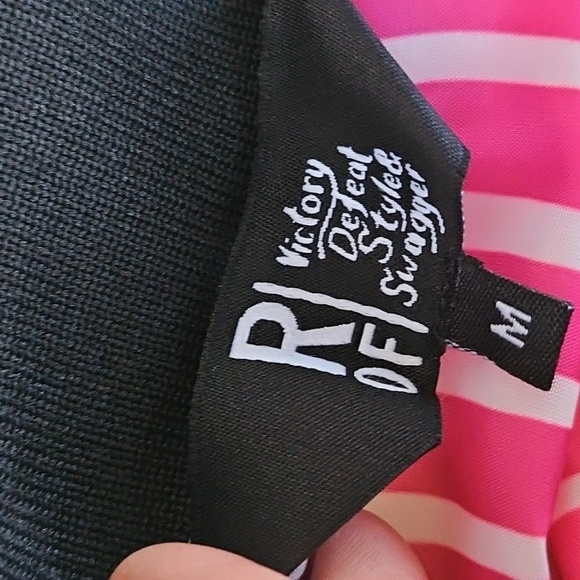 R
OF
Victory
Defeat
Style &
Swagger
M